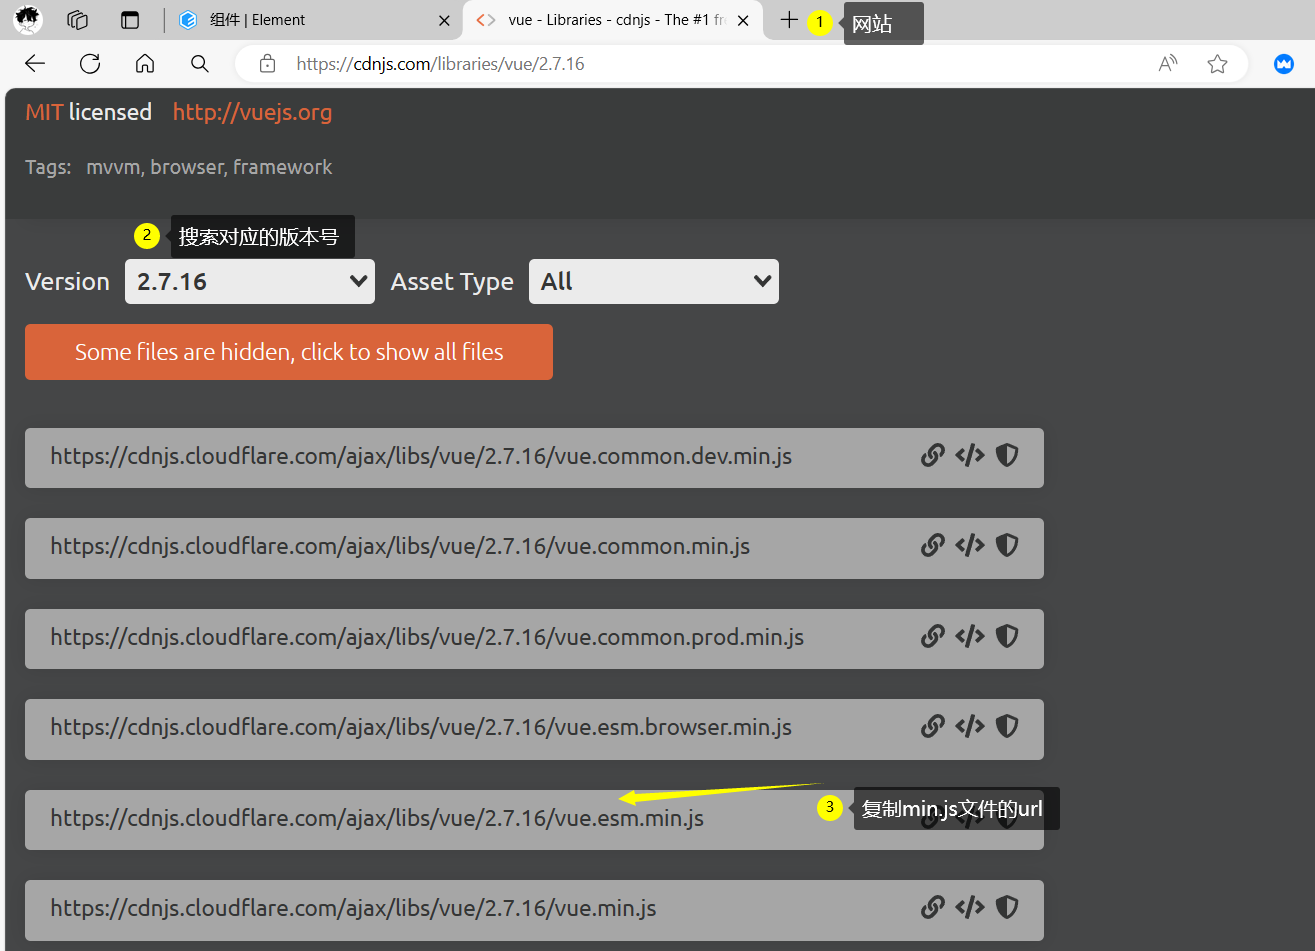 组件 | Element
vue - Libraries - cdnjs - The #1 fr
1
网站
https://cdnjs.com/libraries/vue/2.7.16
MIT licensed http://vuejs.org
Tags: mvvm, browser, framework
2
搜索对应的版本号
Version 2.7.16 Asset Type All
Some files are hidden, click to show all files
https://cdnjs.cloudflare.com/ajax/libs/vue/2.7.16/vue.common.dev.min.js
https://cdnjs.cloudflare.com/ajax/libs/vue/2.7.16/vue.common.min.js
https://cdnjs.cloudflare.com/ajax/libs/vue/2.7.16/vue.common.prod.min.js
https://cdnjs.cloudflare.com/ajax/libs/vue/2.7.16/vue.esm.browser.min.js
3
复制min.js文件的url
https://cdnjs.cloudflare.com/ajax/libs/vue/2.7.16/vue.esm.min.js
https://cdnjs.cloudflare.com/ajax/libs/vue/2.7.16/vue.min.js